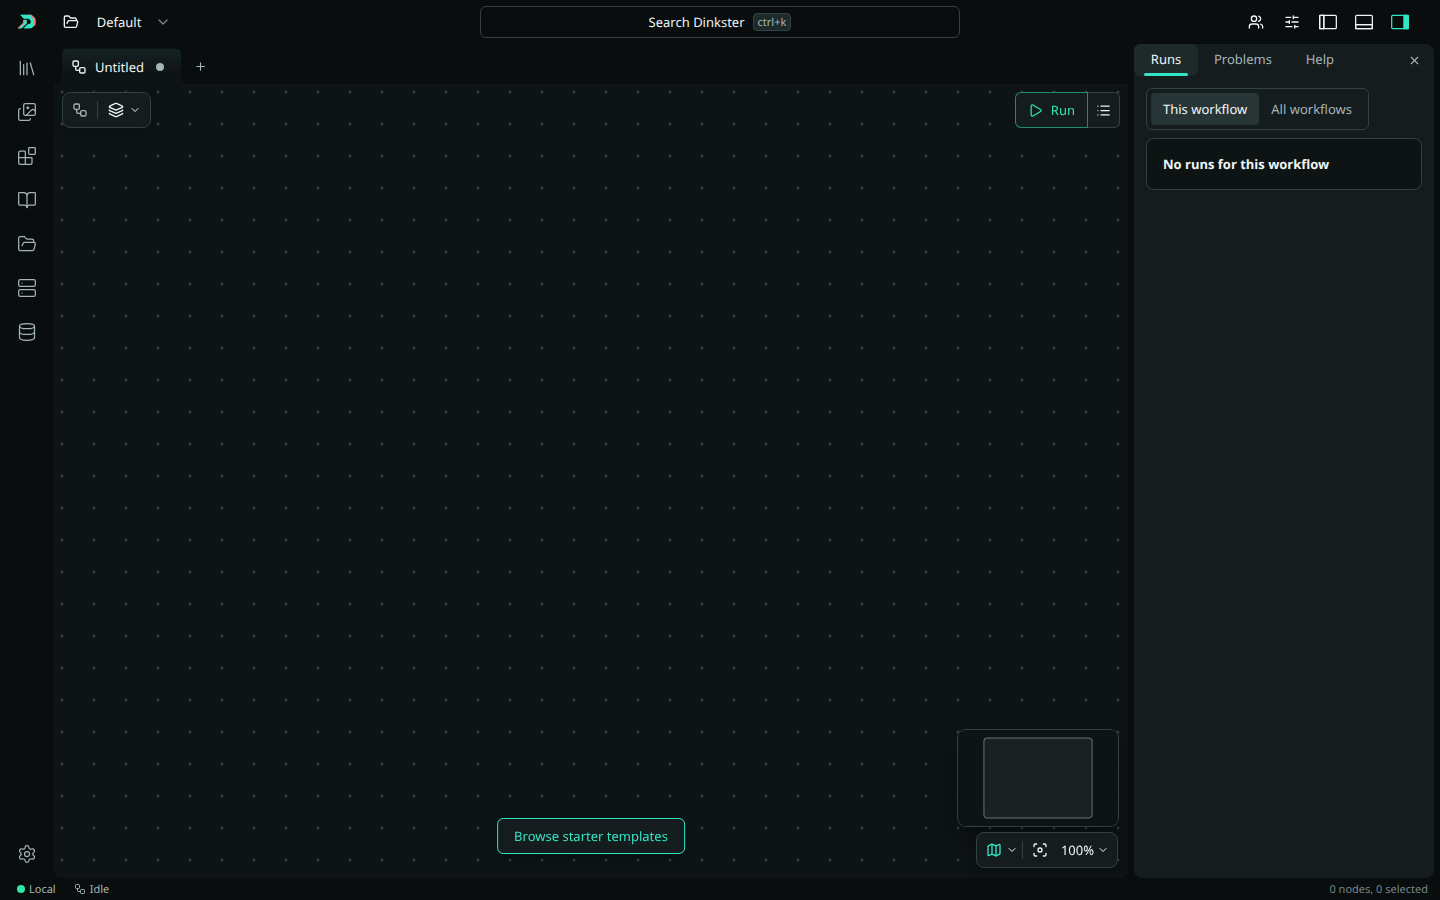 Default
Search Dinkster ctrl+k
Untitled
Run
Runs Problems Help
This workflow All workflows
No runs for this workflow
Browse starter templates
100%
Local Idle
0 nodes, 0 selected